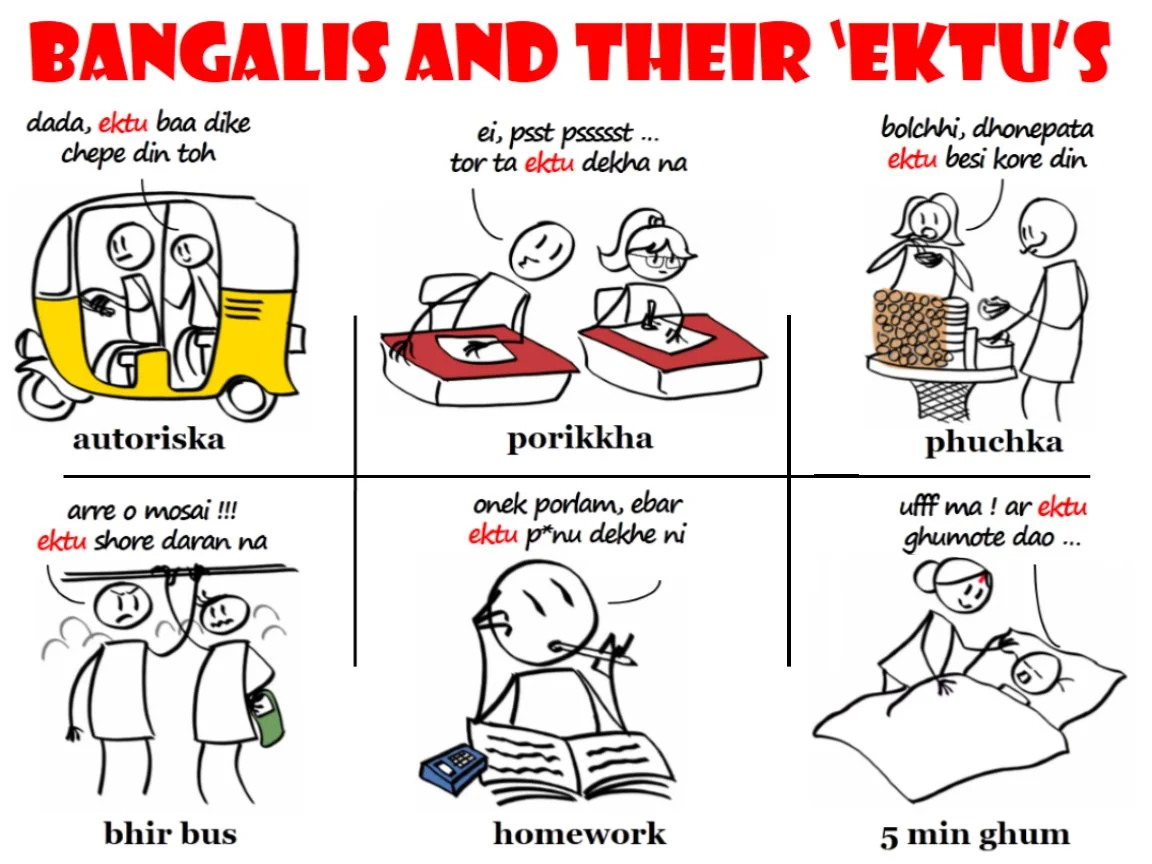 BANGALIS AND THEIR 'EKTU'S
dada, ektu baa dike
chepe din toh
autoriska
ei, psst pssssst ...
tor ta ektu dekha na
porikkha
bolchhi, dhonepata
ektu besi kore din
phuchka
arre o mosai !!!
ektu shore daran na
bhir bus
onek porlam, ebar
ektu p*nu dekhe ni
homework
ufff ma ! ar ektu
ghumote dao ...
5 min ghum